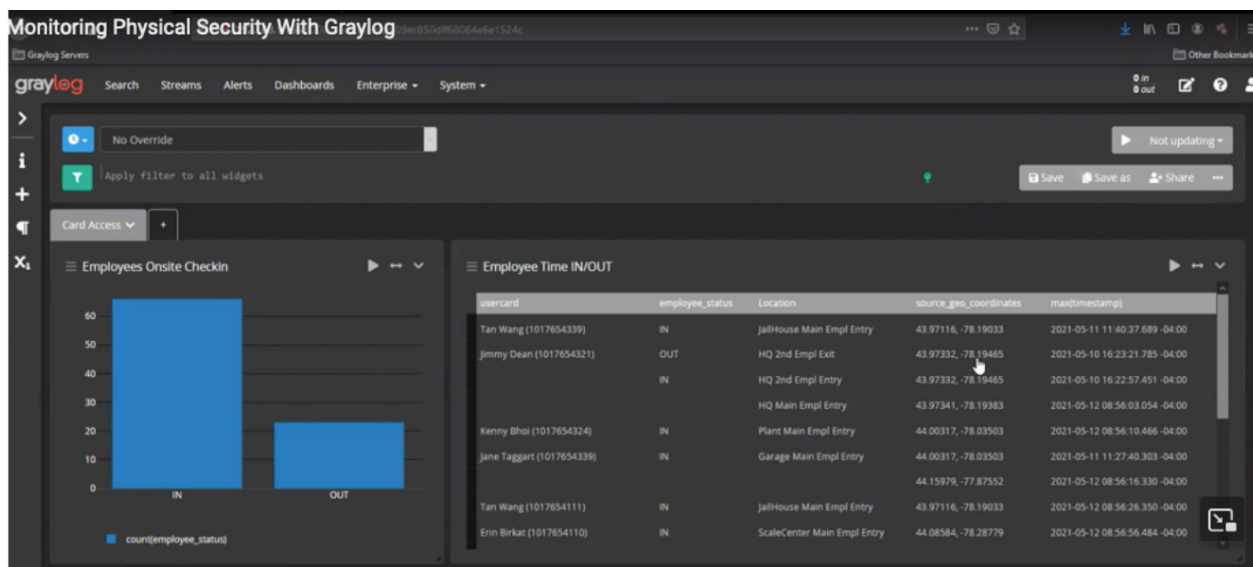 Monitoring Physical Security With Graylog
09ec850dff68064e6e1524c
Graylog Servers
Other Bookmark
graylog Search Streams Alerts Dashboards Enterprise System 0 in
0 out
No Override Not updating
Apply filter to all widgets Save Save as Share
Card Access +
Employees Onsite Checkin
60
50
40
30
20
10
0
IN OUT
count(employee_status)
Employee Time IN/OUT
usercard employee_status Location source_geo_coordinates max(timestamp)
Tan Wang (1017654339) IN JailHouse Main Empl Entry 43.97116, -78.19033 2021-05-11 11:40:37.689 -04:00
Jimmy Dean (1017654321) OUT HQ 2nd Empl Exit 43.97332, -78.19465 2021-05-10 16:23:21.785 -04:00
IN HQ 2nd Empl Entry 43.97332, -78.19465 2021-05-10 16:22:57.451 -04:00
HQ Main Empl Entry 43.97341, -78.19383 2021-05-12 08:56:03.054 -04:00
Kenny Bhoi (1017654324) IN Plant Main Empl Entry 44.00317, -78.03503 2021-05-12 08:56:10.466 -04:00
Jane Taggart (1017654339) IN Garage Main Empl Entry 44.00317, -78.03503 2021-05-11 11:27:40.303 -04:00
44.15979, -77.87552 2021-05-12 08:56:16.330 -04:00
Tan Wang (1017654111) IN JailHouse Main Empl Entry 43.97116, -78.19033 2021-05-12 08:56:26.350 -04:00
Erin Birkat (1017654110) IN ScaleCenter Main Empl Entry 44.08584, -78.28779 2021-05-12 08:56:56.484 -04:00